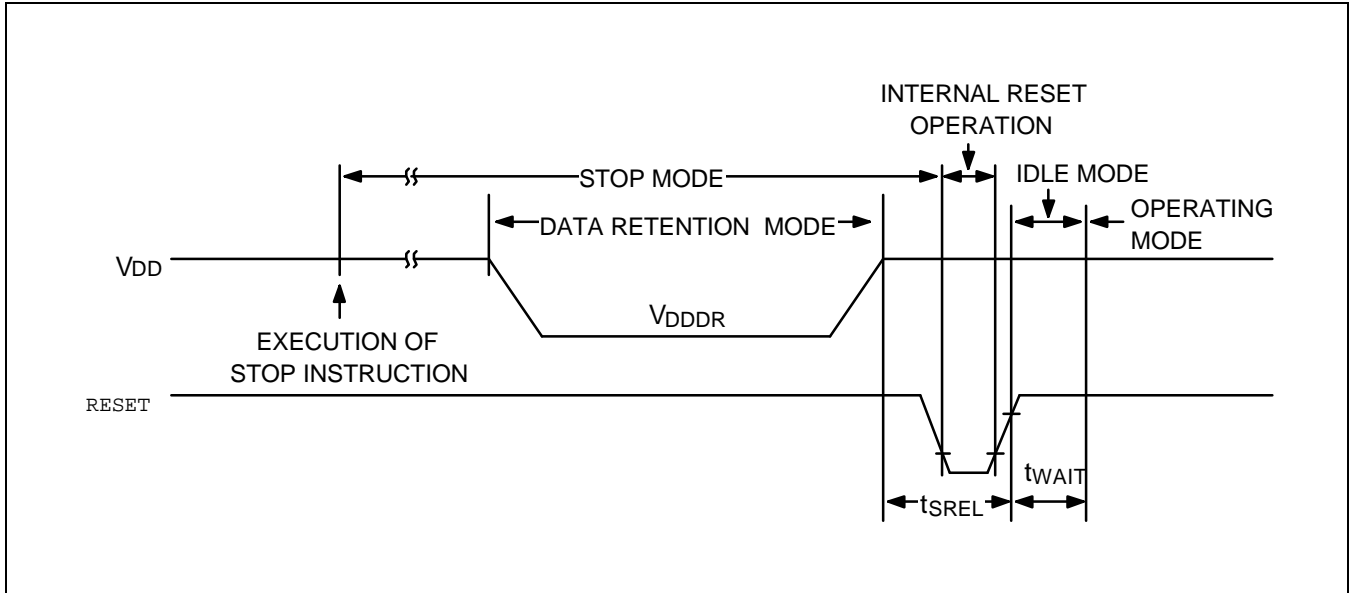 INTERNAL RESET
OPERATION
STOP MODE
IDLE MODE
DATA RETENTION MODE
OPERATING
MODE
VDD
VDDDR
EXECUTION OF
STOP INSTRUCTION
RESET
tWAIT
tSREL